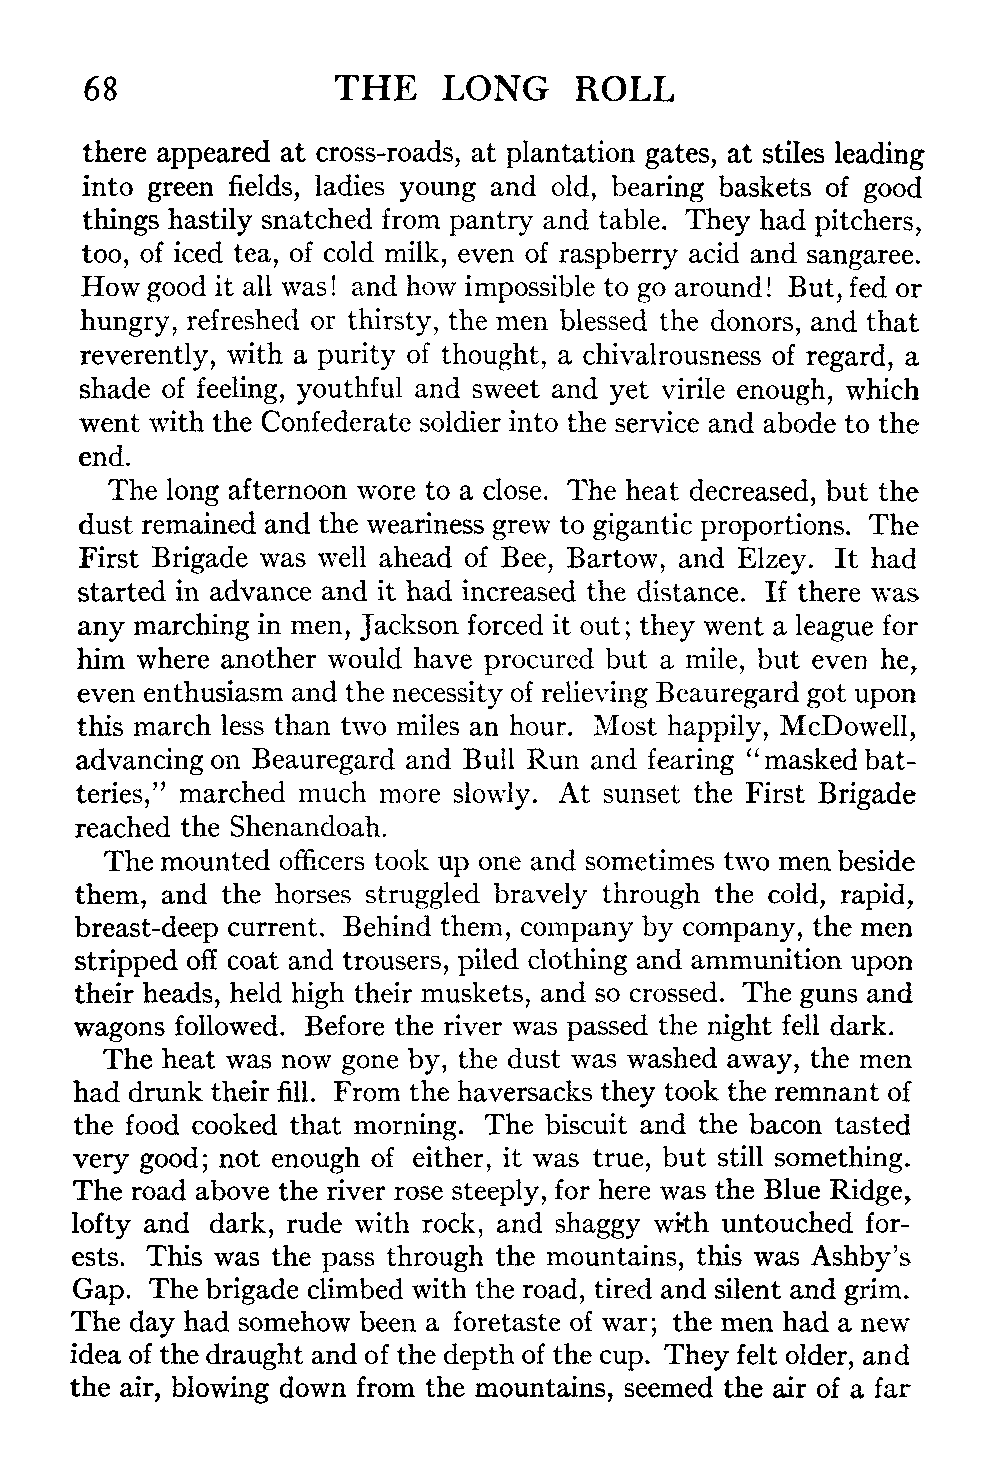 68 THE LONG ROLL
there appeared at cross-roads, at plantation gates, at stiles leading
into green fields, ladies young and old, bearing baskets of good
things hastily snatched from pantry and table. They had pitchers,
too, of iced tea, of cold milk, even of raspberry acid and sangaree.
How good it all was! and how impossible to go around! But, fed or
hungry, refreshed or thirsty, the men blessed the donors, and that
reverently, with a purity of thought, a chivalrousness of regard, a
shade of feeling, youthful and sweet and yet virile enough, which
went with the Confederate soldier into the service and abode to the
end.
The long afternoon wore to a close. The heat decreased, but the
dust remained and the weariness grew to gigantic proportions. The
First Brigade was well ahead of Bee, Bartow, and Elzey. It had
started in advance and it had increased the distance. If there was
any marching in men, Jackson forced it out; they went a league for
him where another would have procured but a mile, but even he,
even enthusiasm and the necessity of relieving Beauregard got upon
this march less than two miles an hour. Most happily, McDowell,
advancing on Beauregard and Bull Run and fearing "masked bat-
teries," marched much more slowly. At sunset the First Brigade
reached the Shenandoah.
The mounted officers took up one and sometimes two men beside
them, and the horses struggled bravely through the cold, rapid,
breast-deep current. Behind them, company by company, the men
stripped off coat and trousers, piled clothing and ammunition upon
their heads, held high their muskets, and so crossed. The guns and
wagons followed. Before the river was passed the night fell dark.
The heat was now gone by, the dust was washed away, the men
had drunk their fill. From the haversacks they took the remnant of
the food cooked that morning. The biscuit and the bacon tasted
very good; not enough of either, it was true, but still something.
The road above the river rose steeply, for here was the Blue Ridge,
lofty and dark, rude with rock, and shaggy with untouched for-
ests. This was the pass through the mountains, this was Ashby's
Gap. The brigade climbed with the road, tired and silent and grim.
The day had somehow been a foretaste of war; the men had a new
idea of the draught and of the depth of the cup. They felt older, and
the air, blowing down from the mountains, seemed the air of a far